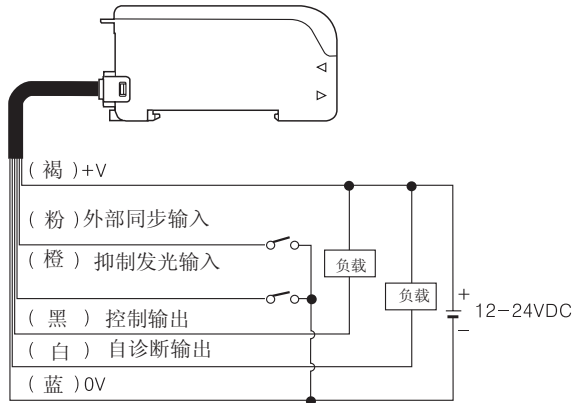 ( 褐 )+V
( 粉 )外部同步输入
( 橙 ) 抑制发光输入
负载
负载
+
12-24VDC
-
( 黑 ) 控制输出
( 白 ) 自诊断输出
( 蓝 )0V